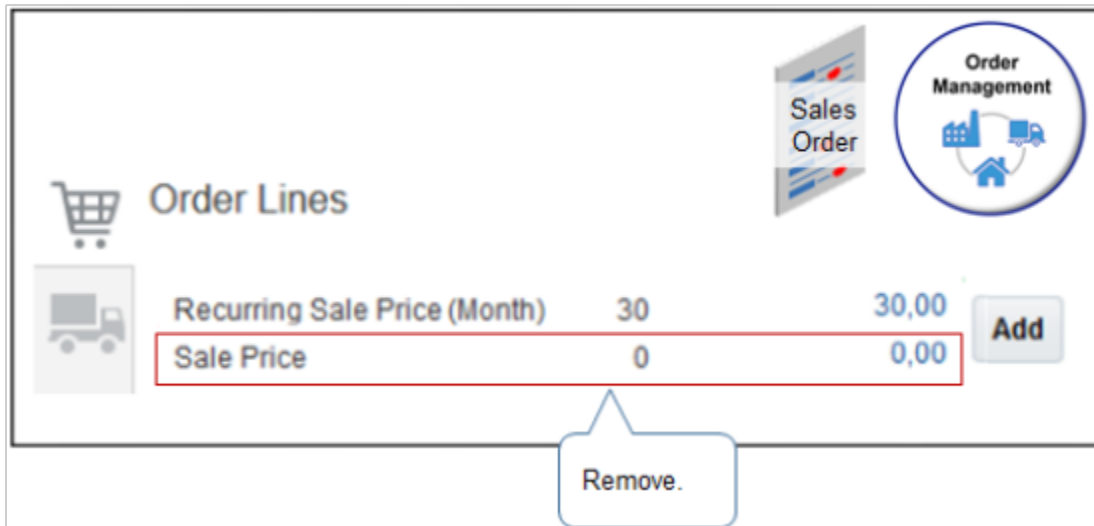 Order
Management
Sales
Order
Order Lines
Recurring Sale Price (Month) 30 30,00
Add
Sale Price 0 0,00
Remove.